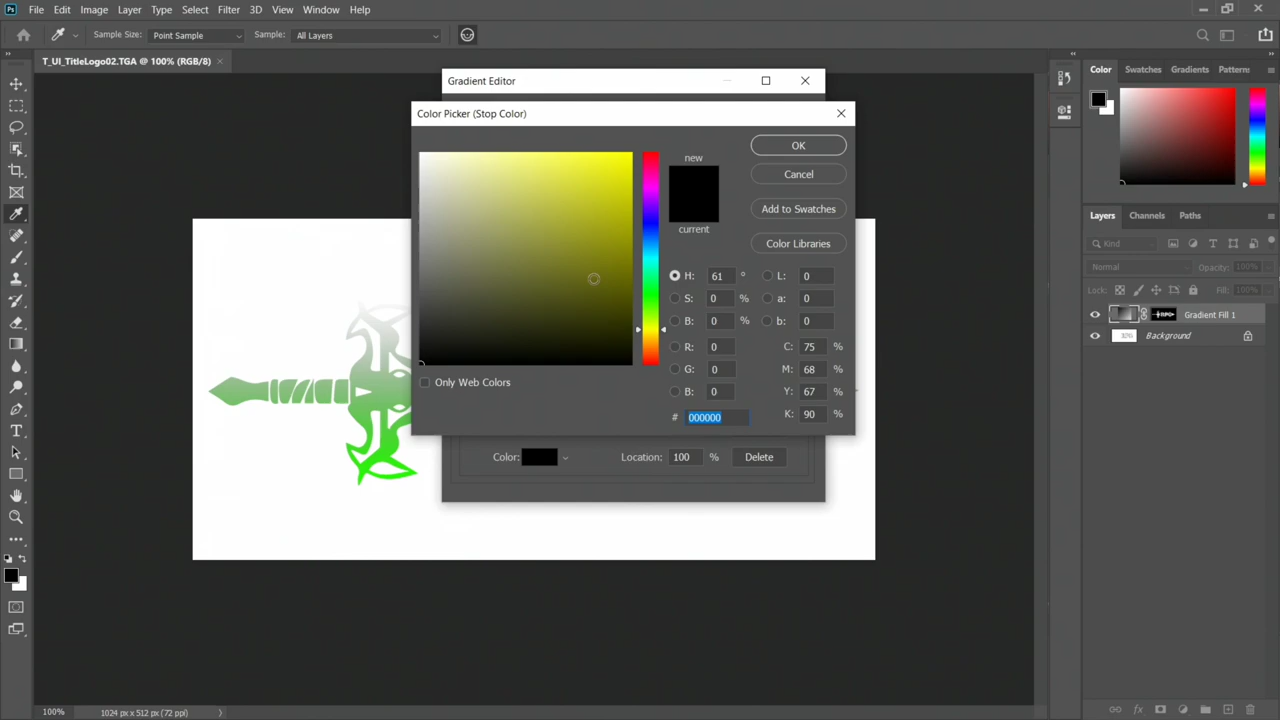 Ps File Edit Image Layer Type Select Filter 3D View Window Help
Sample Size: Point Sample Sample: All Layers
T_UI_TitleLogo02.TGA @ 100% (RGB/8) ×
Gradient Editor
Color Picker (Stop Color)
new
current
OK
Cancel
Add to Swatches
Color Libraries
H: 61 ° L: 0
S: 0 % a: 0
B: 0 % b: 0
R: 0 C: 75 %
G: 0 M: 68 %
B: 0 Y: 67 %
# 000000 K: 90 %
Only Web Colors
Color: Location: 100 % Delete
Color Swatches Gradients Patterns
Layers Channels Paths
Kind
Normal Opacity: 100%
Lock: Fill: 100%
RPG Gradient Fill 1
Background
100% 1024 px x 512 px (72 ppi)